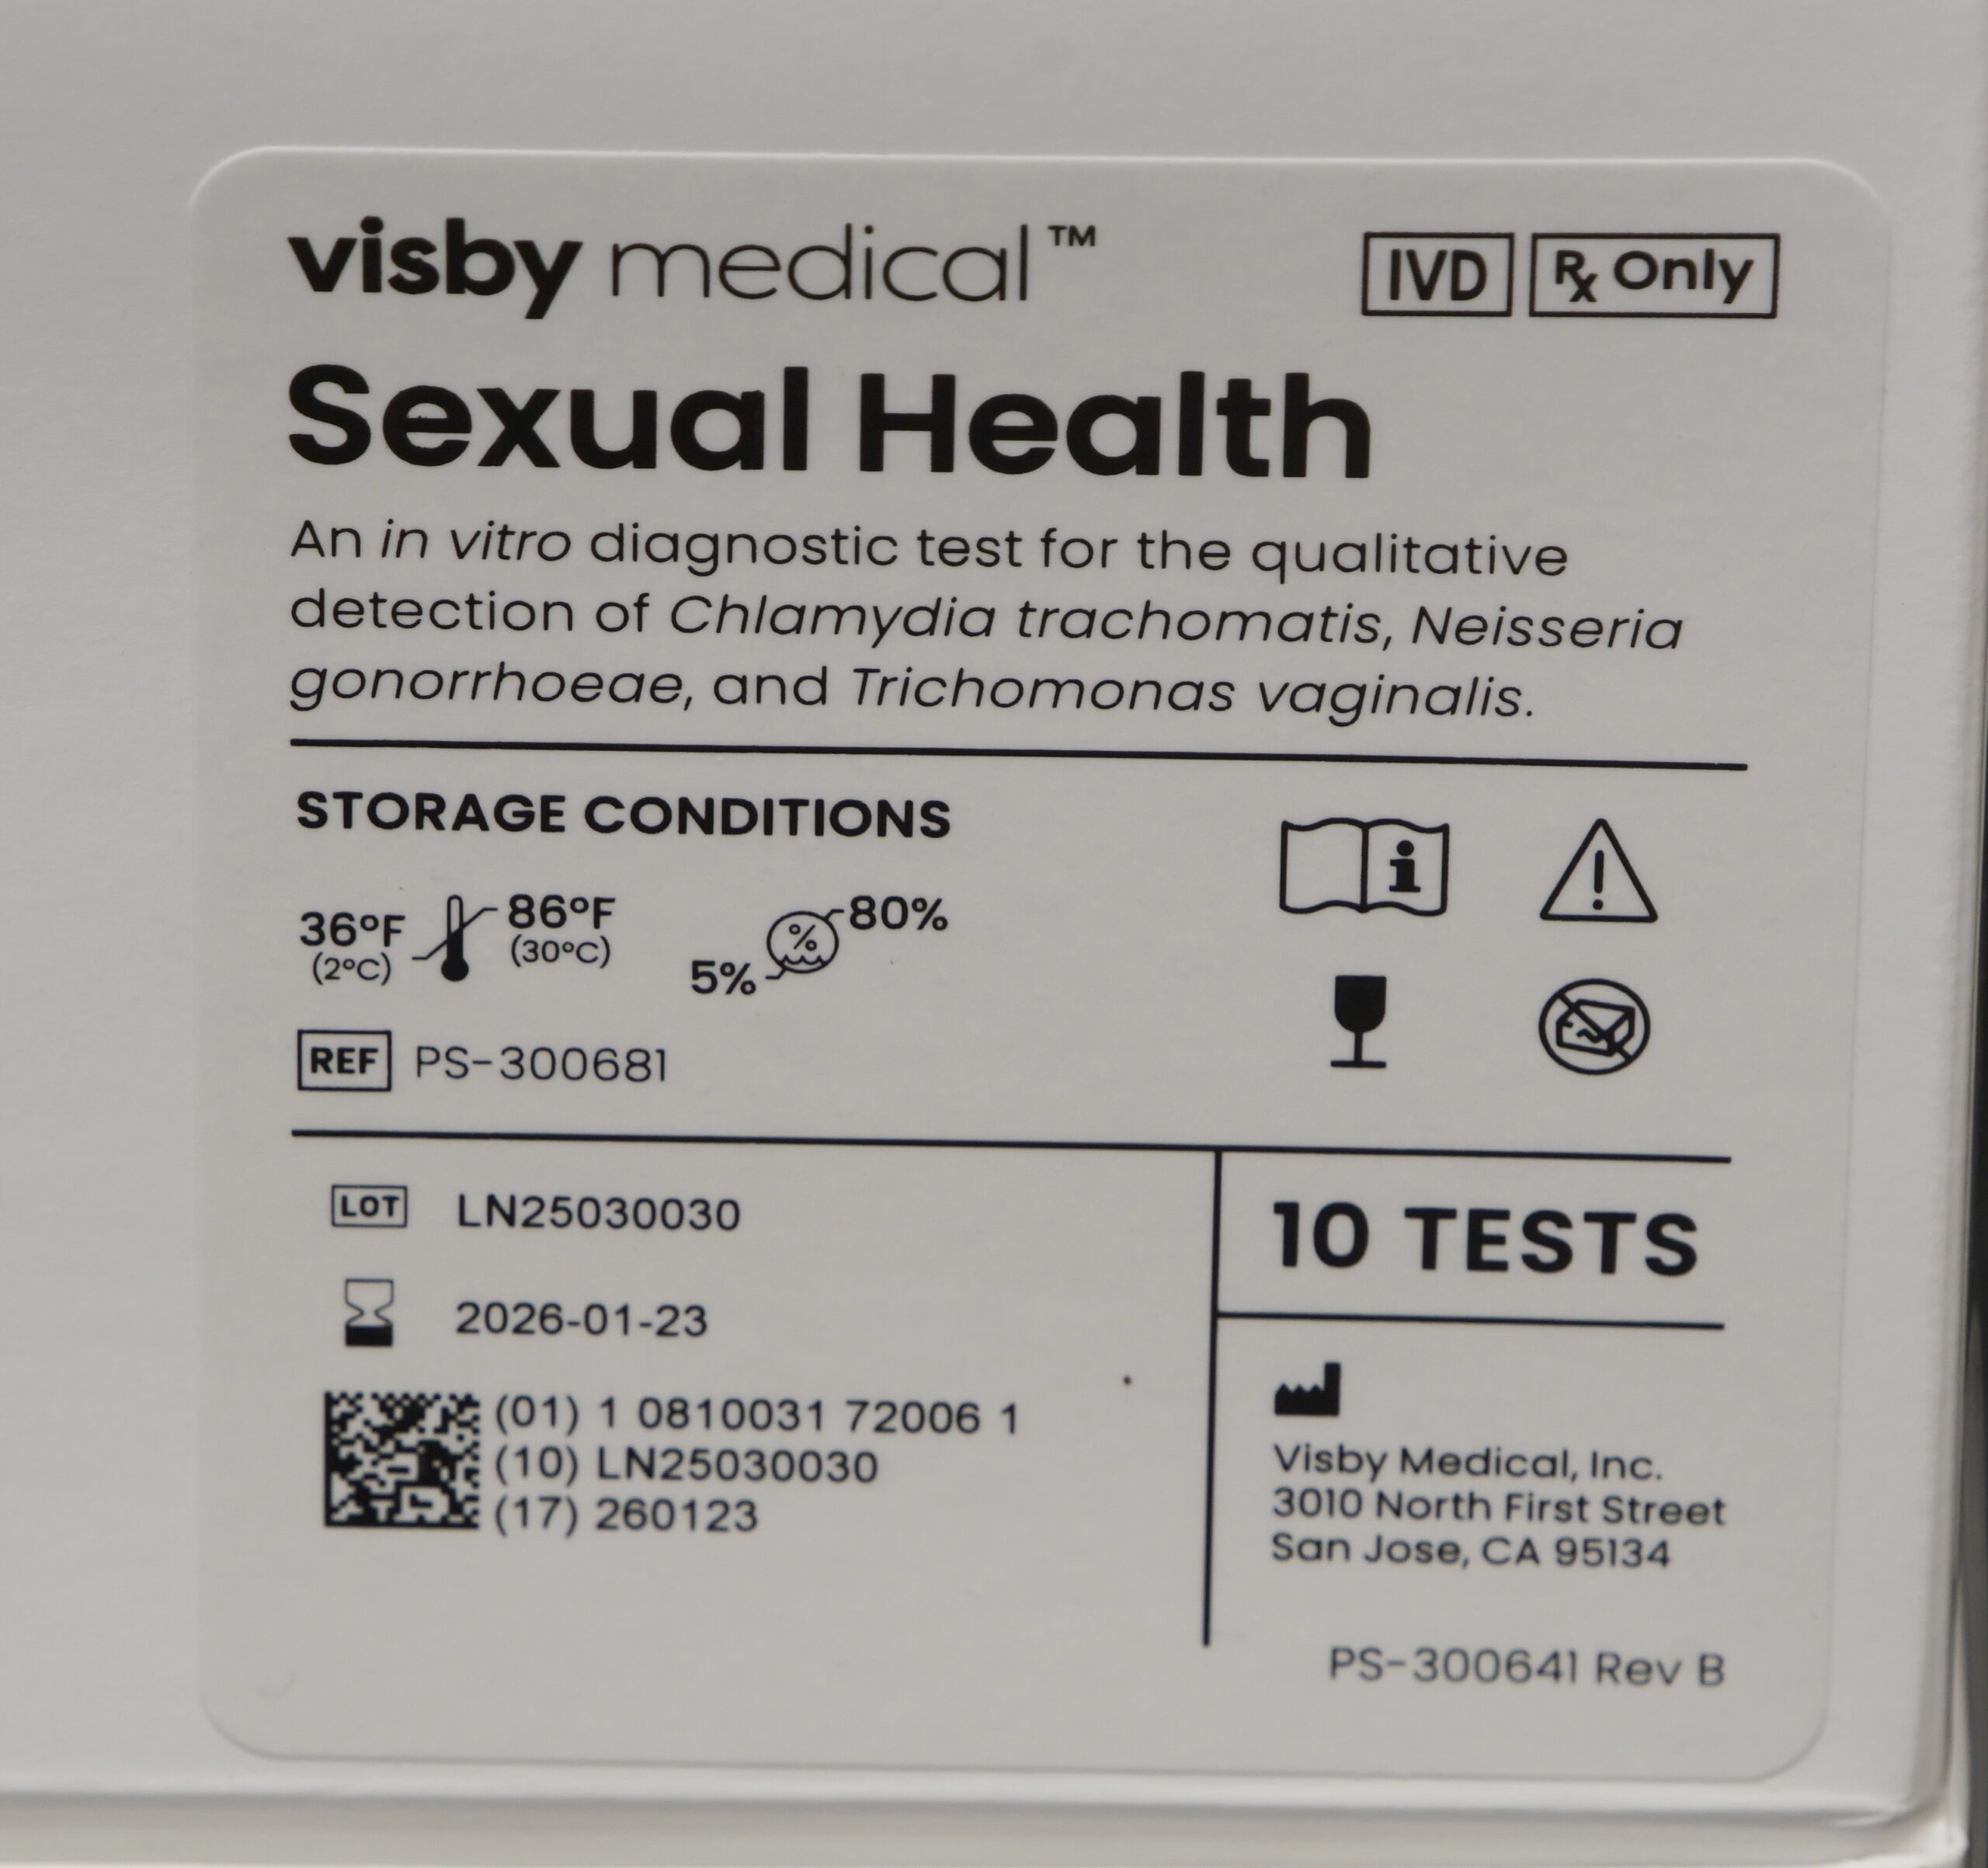 visby medical™
IVD
Rx Only
Sexual Health
An in vitro diagnostic test for the qualitative
detection of Chlamydia trachomatis, Neisseria
gonorrhoeae, and Trichomonas vaginalis.
STORAGE CONDITIONS
36°F
(2°C)
86°F
(30°C)
5%
%
80%
i
!
REF PS-300681
LOT LN25030030
2026-01-23
(01) 1 0810031 72006 1
(10) LN25030030
(17) 260123
10 TESTS
Visby Medical, Inc.
3010 North First Street
San Jose, CA 95134
PS-300641 Rev B